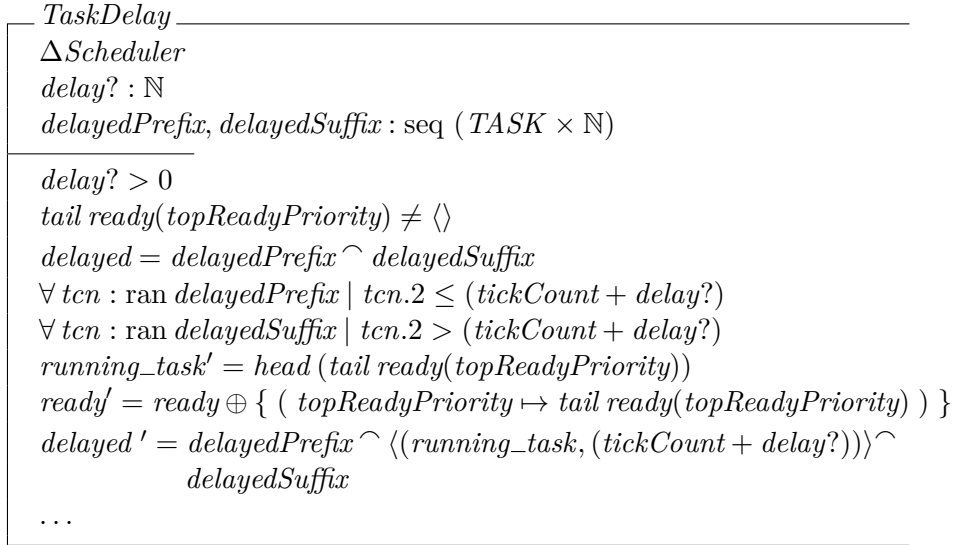 TaskDelay
ΔScheduler
delay? : ℕ
delayedPrefix, delayedSuffix : seq (TASK × ℕ)
delay? > 0
tail ready(topReadyPriority) ≠ ⟨⟩
delayed = delayedPrefix ⌢ delayedSuffix
∀ tcn : ran delayedPrefix | tcn.2 ≤ (tickCount + delay?)
∀ tcn : ran delayedSuffix | tcn.2 > (tickCount + delay?)
running_task′ = head (tail ready(topReadyPriority))
ready′ = ready ⊕ { ( topReadyPriority ↦ tail ready(topReadyPriority) ) }
delayed ′ = delayedPrefix ⌢ ⟨(running_task, (tickCount + delay?))⟩⌢
delayedSuffix
. . .